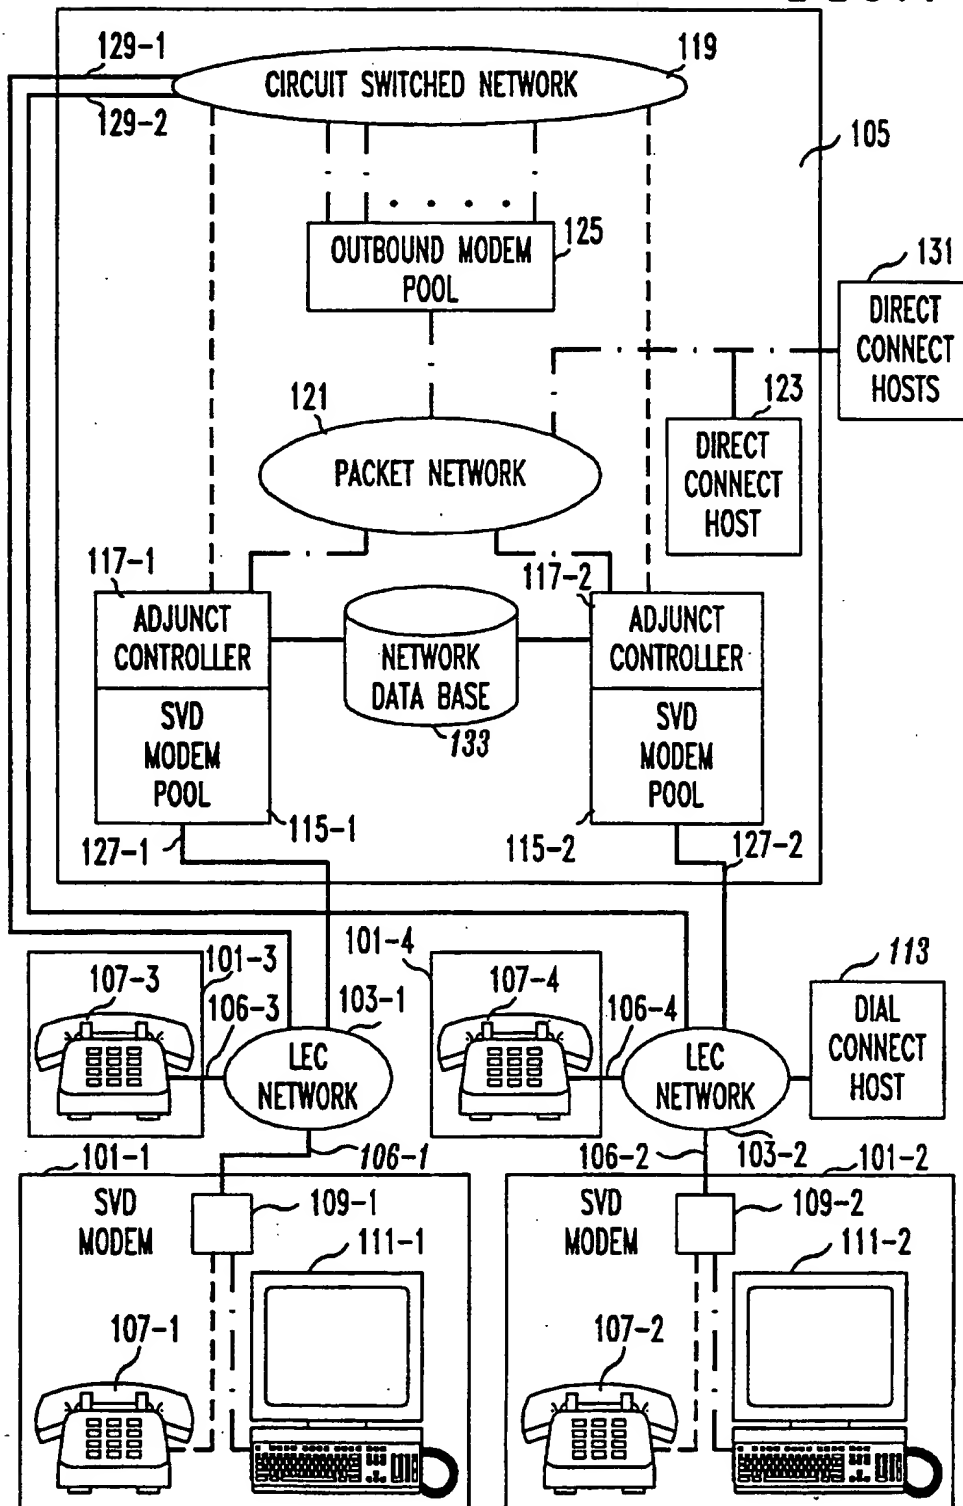 129-1
119
CIRCUIT SWITCHED NETWORK
129-2
105
OUTBOUND MODEM
POOL
125
131
DIRECT
CONNECT
HOSTS
121
123
PACKET NETWORK
DIRECT
CONNECT
HOST
117-1
117-2
ADJUNCT
CONTROLLER
NETWORK
DATA BASE
ADJUNCT
CONTROLLER
SVD
MODEM
POOL
133
SVD
MODEM
POOL
115-1
127-1
115-2
127-2
101-4
101-3
107-3
106-3
103-1
107-4
106-4
113
LEC
NETWORK
LEC
NETWORK
DIAL
CONNECT
HOST
101-1
106-1
106-2
103-2
101-2
SVD
MODEM
109-1
SVD
MODEM
109-2
111-1
111-2
107-1
107-2